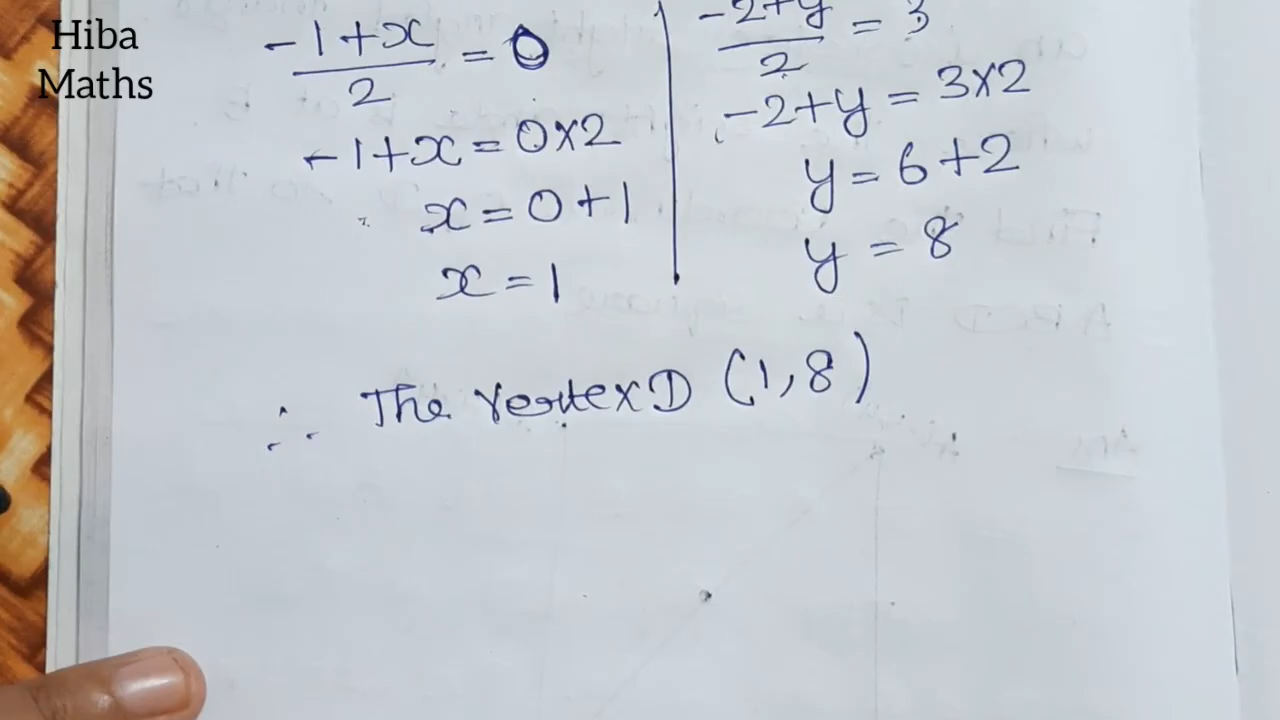 Hiba
Maths
-1+x/2 = 0
-1+x = 0×2
x = 0+1
x = 1
-2+y/2 = 3
-2+y = 3×2
y = 6+2
y = 8
∴ The Vertex D (1,8)